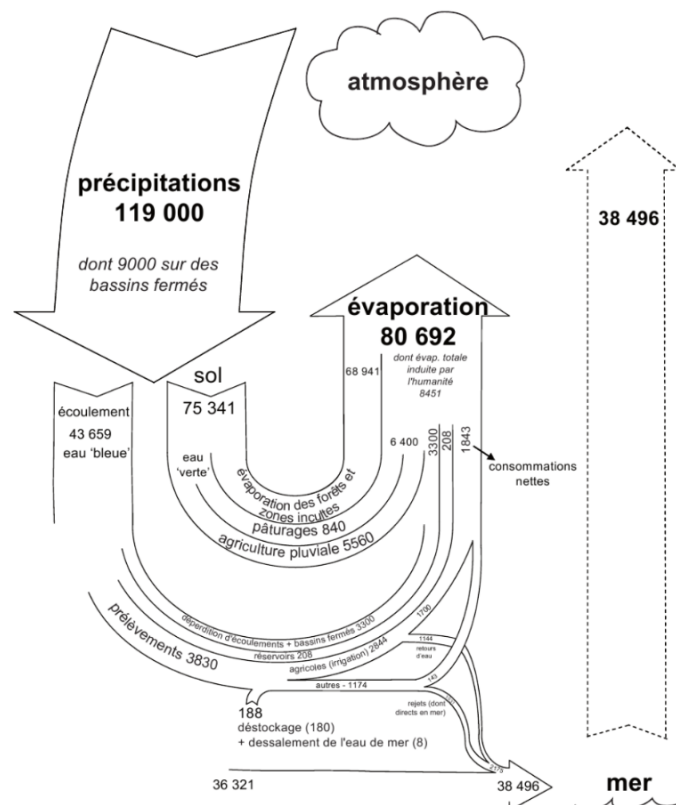 atmosphère
précipitations
119 000
dont 9000 sur des
bassins fermés
38 496
évaporation
80 692
dont évap. totale
induite par
l'humanité
8451
68 941
sol
75 341
écoulement
43 659
eau 'bleue'
eau
'verte'
6 400
3300
208
1843
consommations
nettes
évaporation des forêts et
zones incultes
pâturages 840
agriculture pluviale 5560
déperdition d'écoulements + bassins fermés 3300
réservoirs 208
agricoles (irrigation) 2844
1700
prélèvements 3830
1144
retours
d'eau
autres - 1174
143
rejets (dont
directs en mer)
188
déstockage (180)
+ dessalement de l'eau de mer (8)
2175
36 321
38 496
mer